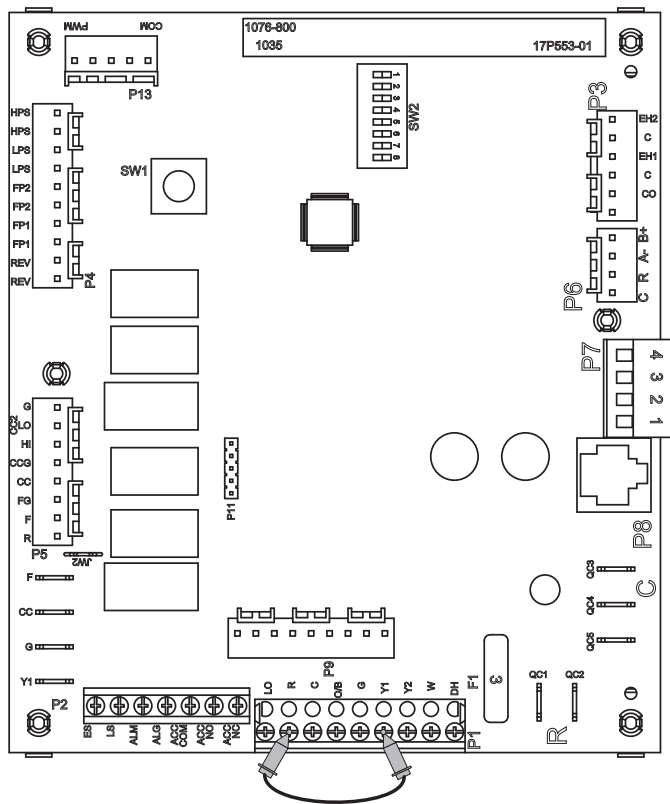 PWM
COM
P13
1076-800
1035
17P553-01
1
2
3
4
5
6
7
8
SW2
P3
EH2
C
EH1
C
CO
HPS
HPS
LPS
LPS
FP2
FP2
FP1
FP1
REV
REV
P4
SW1
B+
A-
R
C
P6
P7
4
3
2
1
P8
G
CC2
LO
HI
CCG
CC
FG
F
R
P5
JW2
P11
F
CC
G
Y1
P9
QC3
QC4
QC5
C
QC1
QC2
R
F1
3
P2
ES
LS
ALM
ALG
ACC COM
ACC NO
ACC NC
LO
R
C
O/B
G
Y1
Y2
W
DH
P1